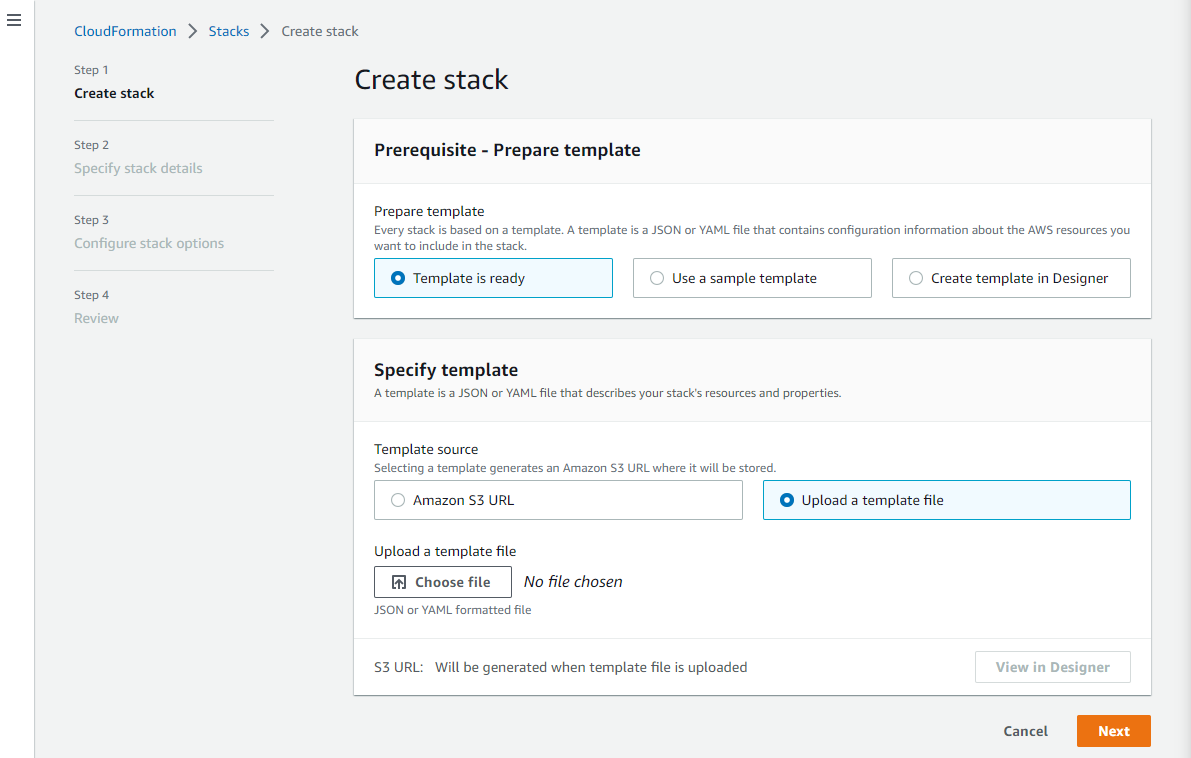 CloudFormation > Stacks > Create stack
Step 1
Create stack
Step 2
Specify stack details
Step 3
Configure stack options
Step 4
Review
Create stack
Prerequisite - Prepare template
Prepare template
Every stack is based on a template. A template is a JSON or YAML file that contains configuration information about the AWS resources you
want to include in the stack.
Template is ready
Use a sample template
Create template in Designer
Specify template
A template is a JSON or YAML file that describes your stack's resources and properties.
Template source
Selecting a template generates an Amazon S3 URL where it will be stored.
Amazon S3 URL
Upload a template file
Upload a template file
Choose file No file chosen
JSON or YAML formatted file
S3 URL: Will be generated when template file is uploaded
View in Designer
Cancel
Next